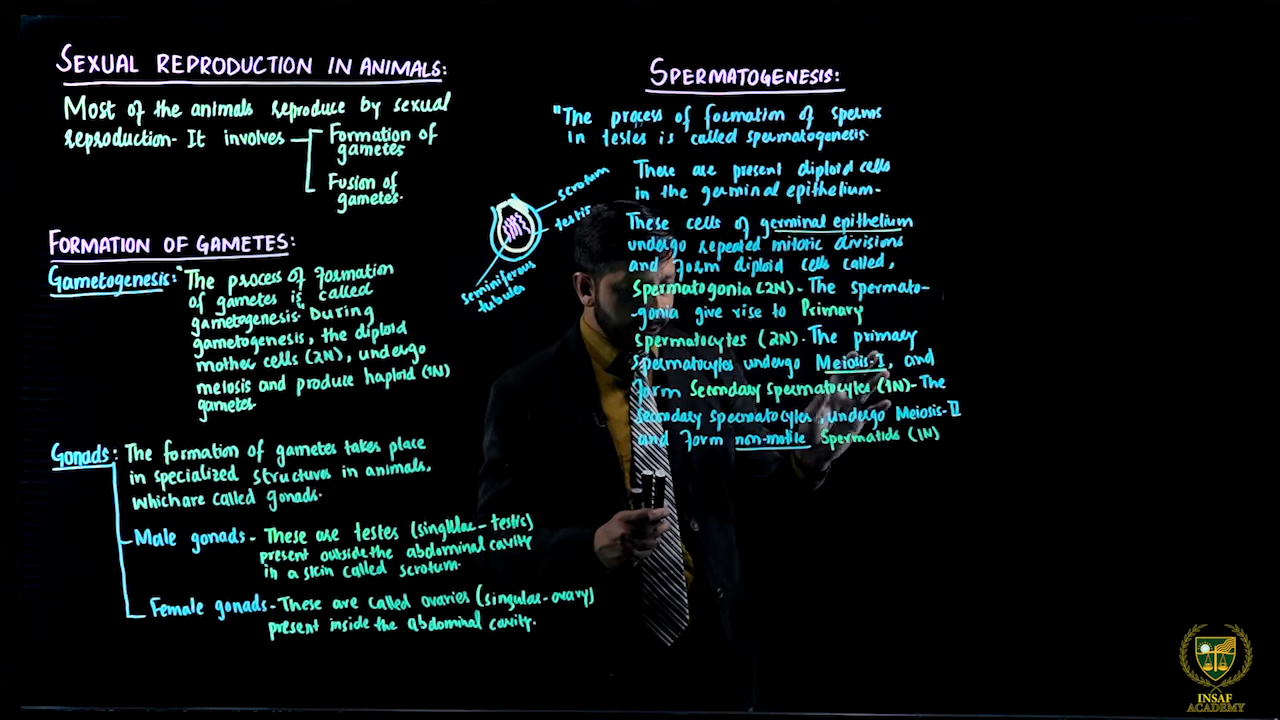 SEXUAL REPRODUCTION IN ANIMALS:
Most of the animals reproduce by sexual
reproduction- It involves
Formation of
gametes
Fusion of
gametes.
FORMATION OF GAMETES:
Gametogenesis: "The process of formation
of gametes is called
gametogenesis." During
gametogenesis, the diploid
mother cells (2N), undergo
meiosis and produce haploid (1N)
gametes.
Gonads: The formation of gametes takes place
in specialized structures in animals,
which are called gonads.
Male gonads- These are testes (singular-testis)
present outside the abdominal cavity
in a skin called scrotum.
Female gonads- These are called ovaries (singular-ovary)
present inside the abdominal cavity.
SPERMATOGENESIS:
"The process of formation of sperms
in testes is called spermatogenesis.
scrotum
testis
seminiferous
tubules
There are present diploid cells
in the germinal epithelium-
These cells of germinal epithelium
undergo repeated mitotic divisions
and form diploid cells called,
Spermatogonia (2N)- The spermato-
-gonia give rise to Primary
spermatocytes (2N)- The primary
spermatocytes undergo Meiosis-I, and
form Secondary spermatocytes (1N)- The
secondary spermatocytes, undergo Meiosis-II
and form non-motile Spermatids (1N)
INSAF
ACADEMY